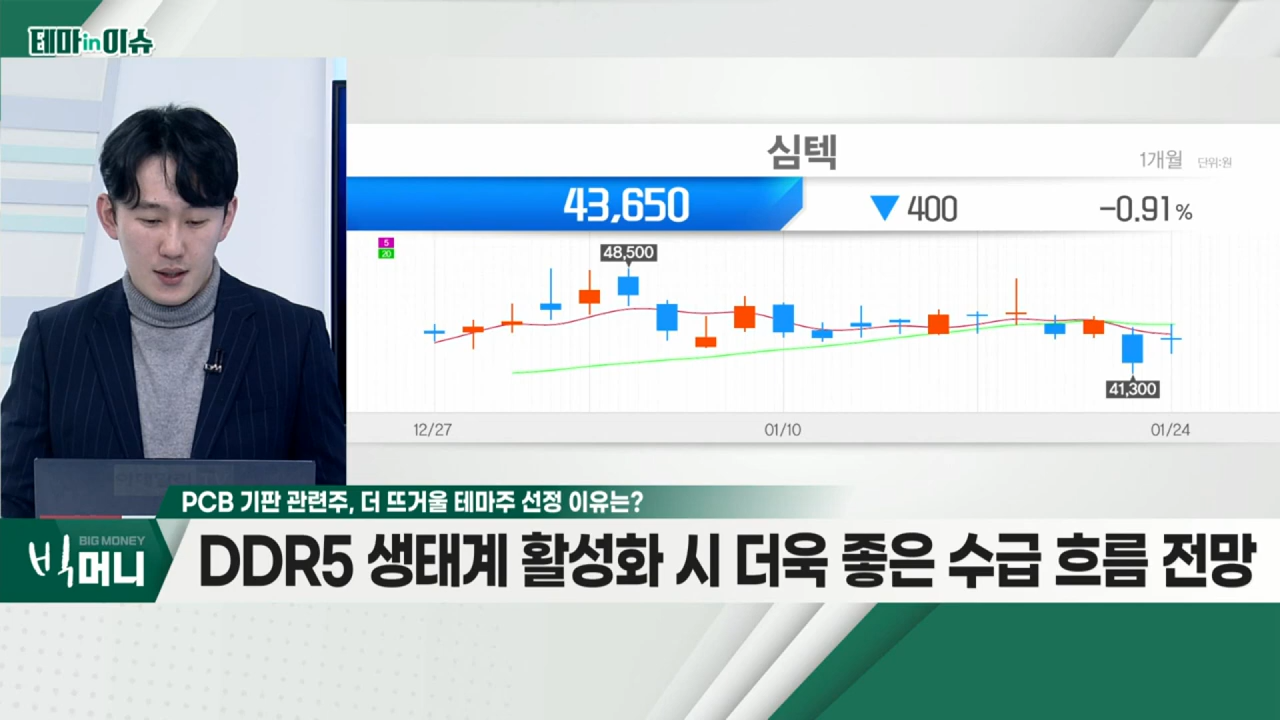 테마in이슈
심텍
1개월 단위:원
43,650 ▼400 -0.91%
5
20
48,500
41,300
12/27 01/10 01/24
PCB 기판 관련주, 더 뜨거울 테마주 선정 이유는?
BIG MONEY
빅머니
DDR5 생태계 활성화 시 더욱 좋은 수급 흐름 전망